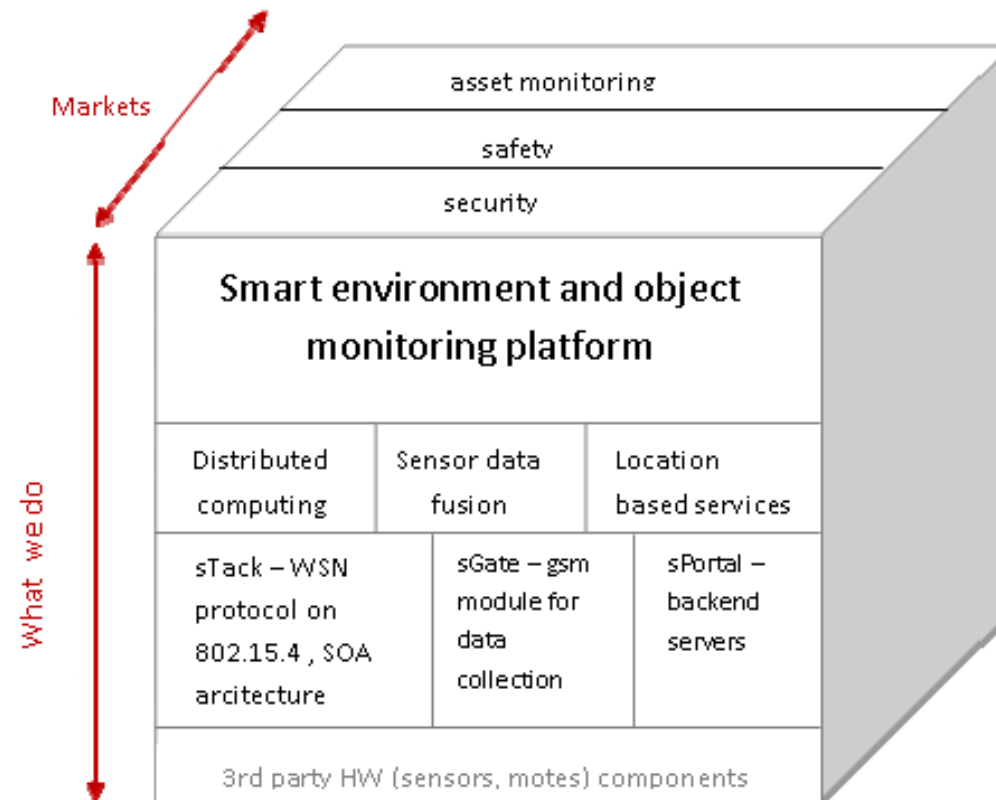 Markets
asset monitoring
safety
security
Smart environment and object
monitoring platform
What we do
Distributed
computing
Sensor data
fusion
Location
based services
sTack – WSN
protocol on
802.15.4 , SOA
arcitecture
sGate – gsm
module for
data
collection
sPortal –
backend
servers
3rd party HW (sensors, motes) components